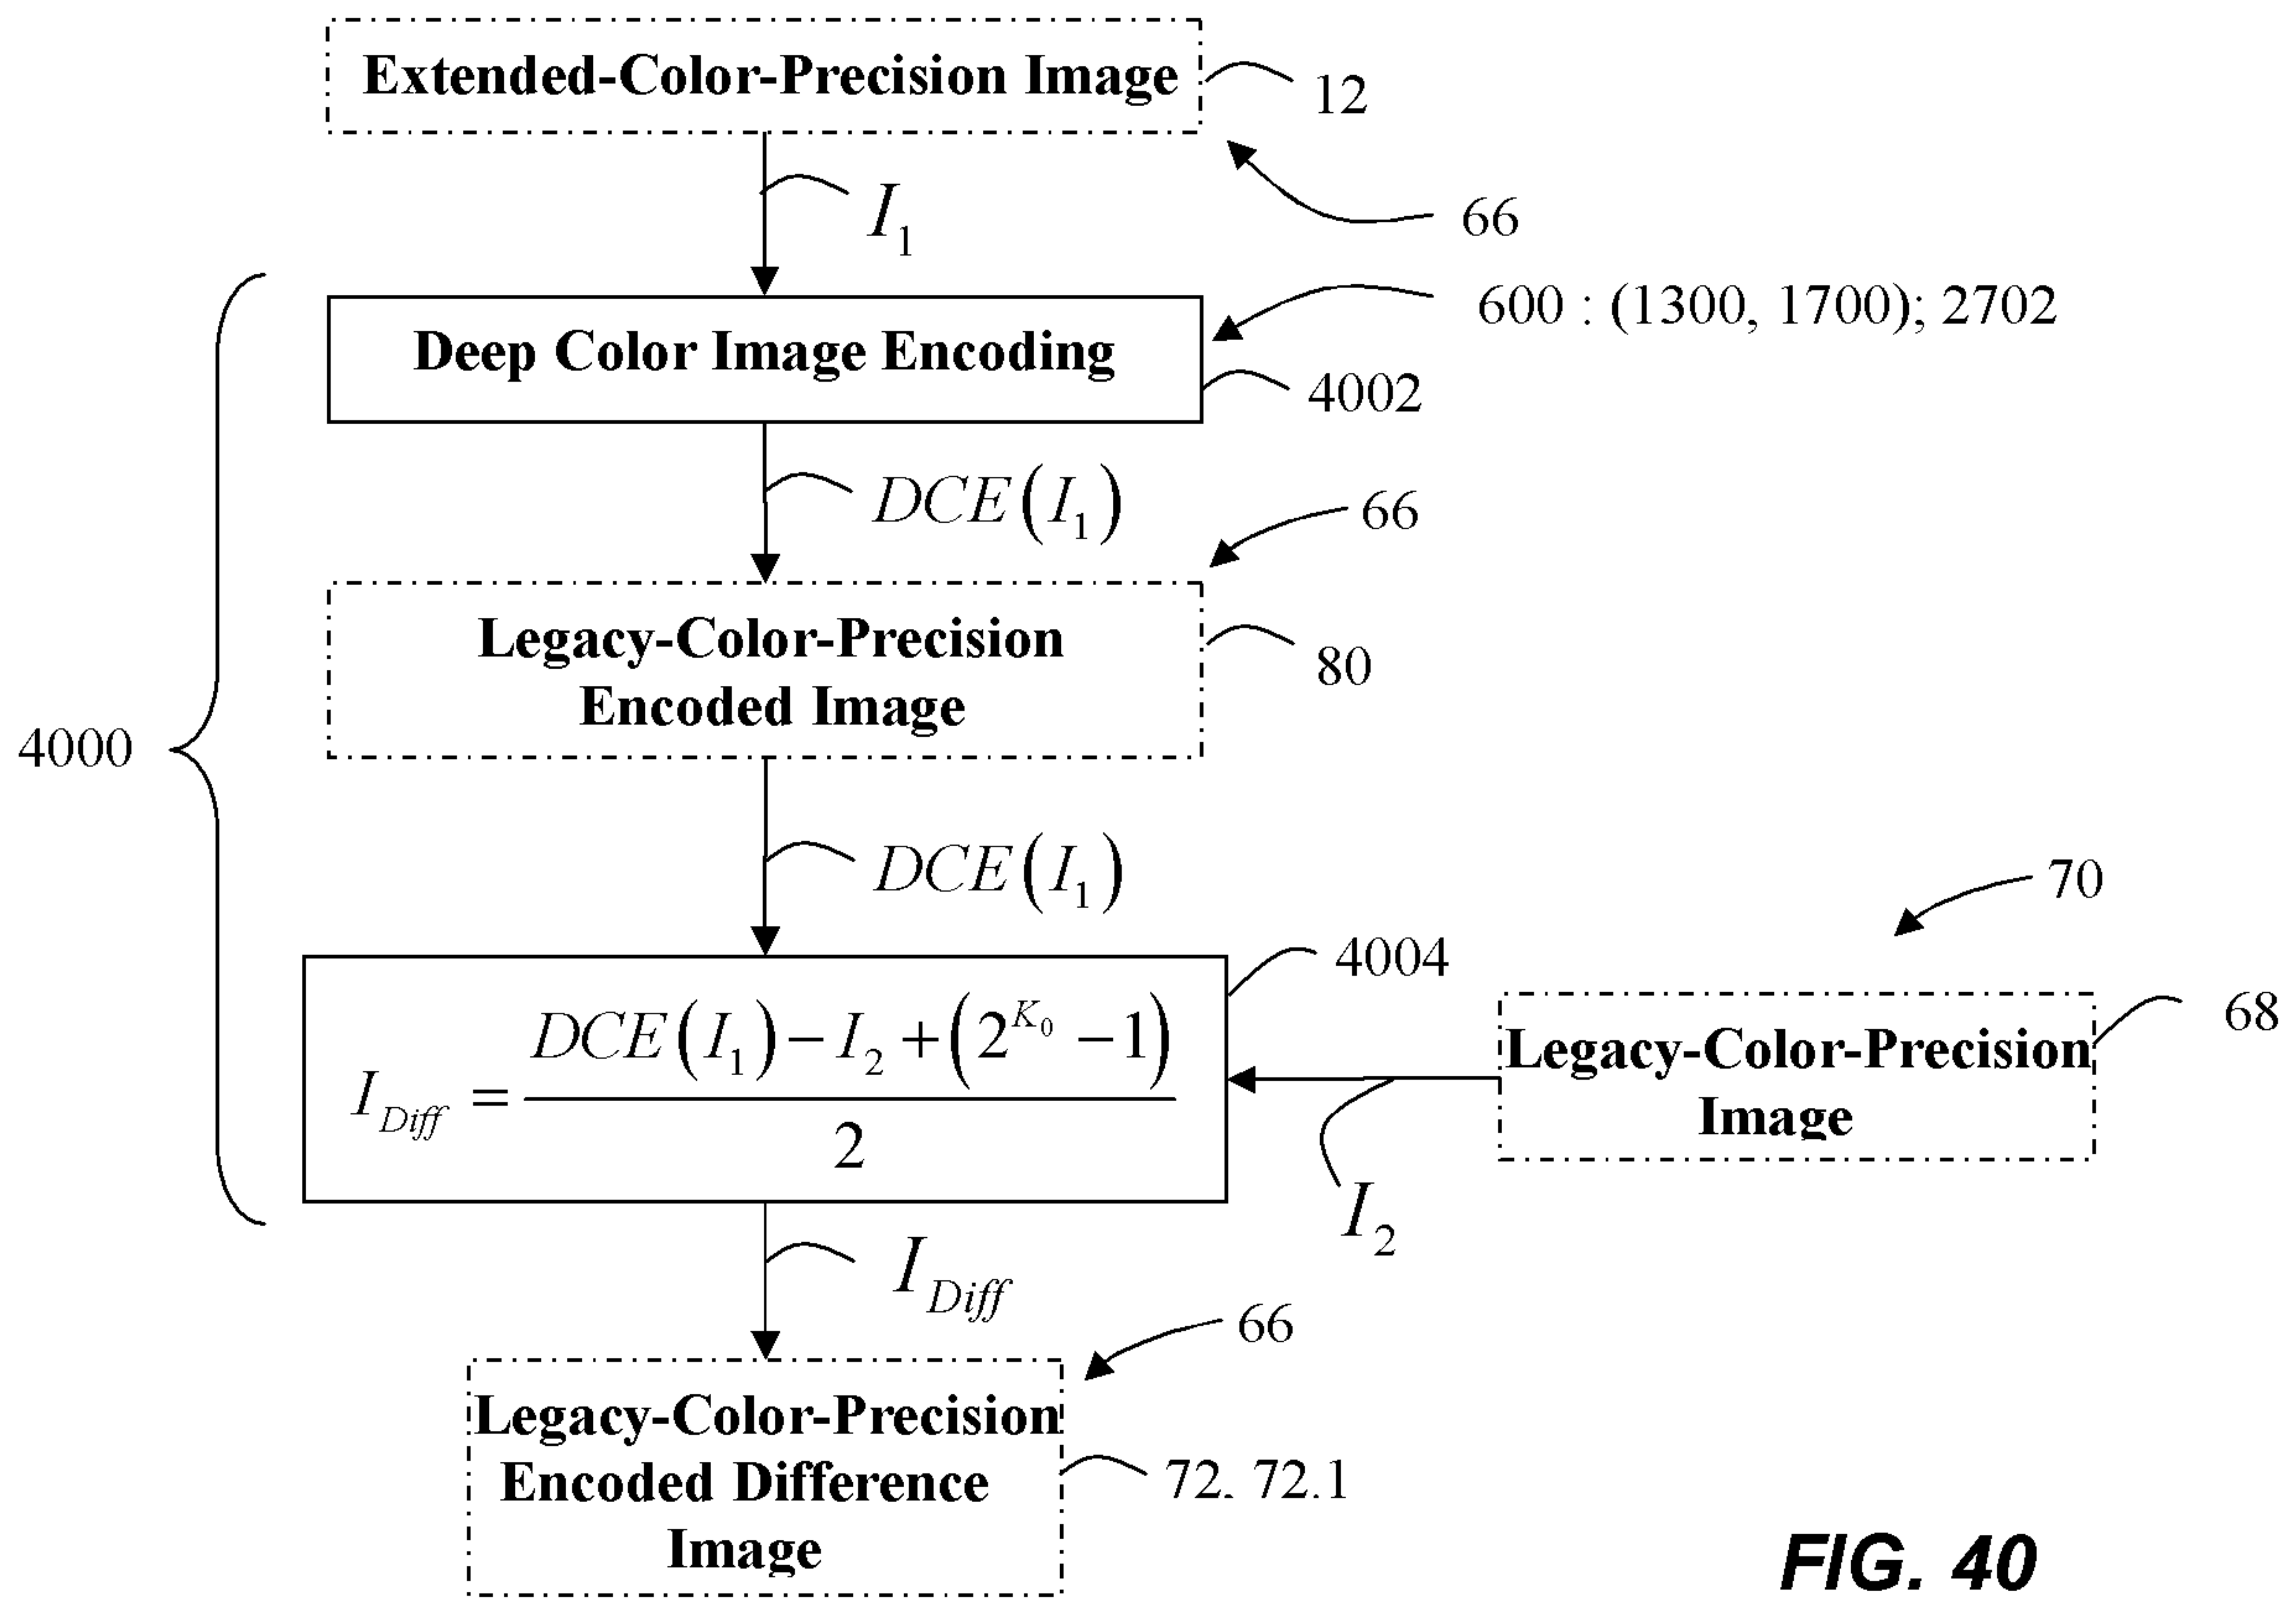 Extended-Color-Precision Image
12
I₁
66
600 : (1300, 1700); 2702
Deep Color Image Encoding
4002
DCE(I₁)
66
Legacy-Color-Precision
Encoded Image
80
4000
DCE(I₁)
70
4004
I_Diff = (DCE(I₁) − I₂ + (2^K₀ − 1)) / 2
68
Legacy-Color-Precision
Image
I₂
I_Diff
66
Legacy-Color-Precision
Encoded Difference
Image
72, 72.1
FIG. 40